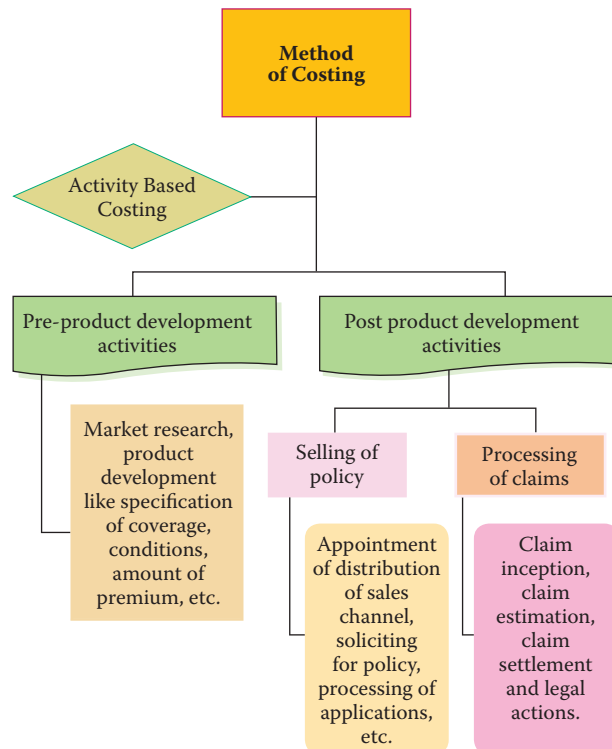 Method
of Costing
Activity Based
Costing
Pre-product development
activities
Post product development
activities
Market research,
product
development
like specification
of coverage,
conditions,
amount of
premium, etc.
Selling of
policy
Processing
of claims
Appointment
of distribution
of sales
channel,
soliciting
for policy,
processing of
applications,
etc.
Claim
inception,
claim
estimation,
claim
settlement
and legal
actions.